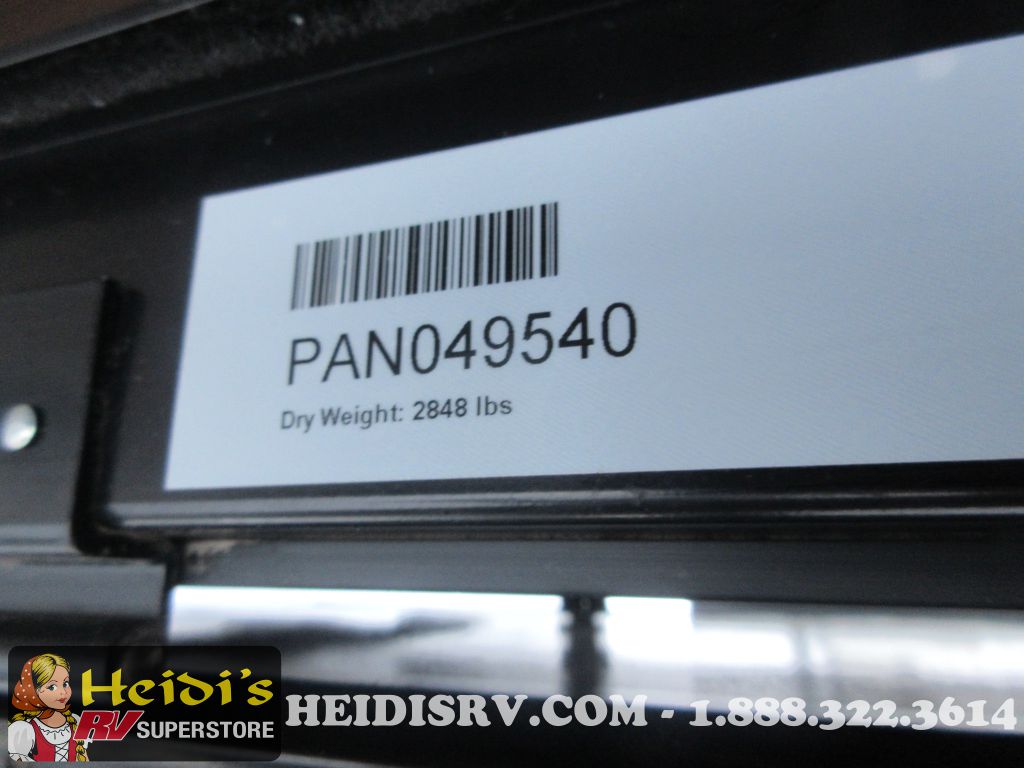 PAN049540
Dry Weight: 2848 lbs
Heidi's
RV SUPERSTORE
HEIDISRV.COM - 1.888.322.3614